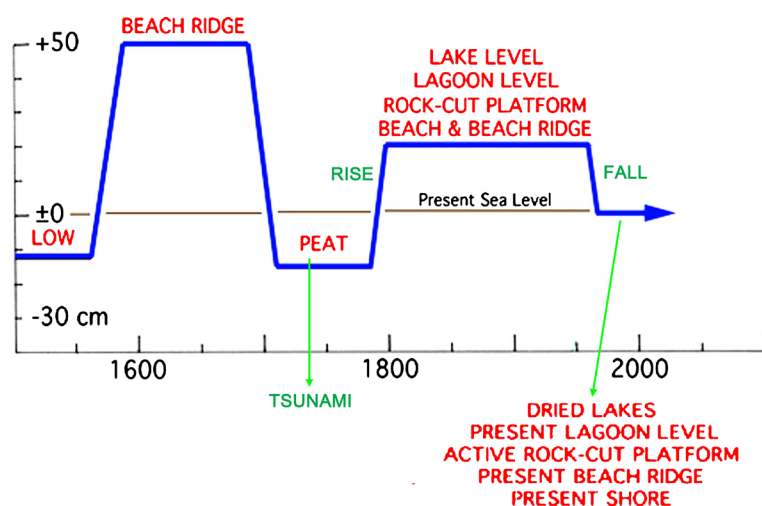 BEACH RIDGE
+50
LAKE LEVEL
LAGOON LEVEL
ROCK-CUT PLATFORM
BEACH & BEACH RIDGE
RISE
FALL
±0
Present Sea Level
LOW
PEAT
-30 cm
1600
1800
2000
TSUNAMI
DRIED LAKES
PRESENT LAGOON LEVEL
ACTIVE ROCK-CUT PLATFORM
PRESENT BEACH RIDGE
PRESENT SHORE